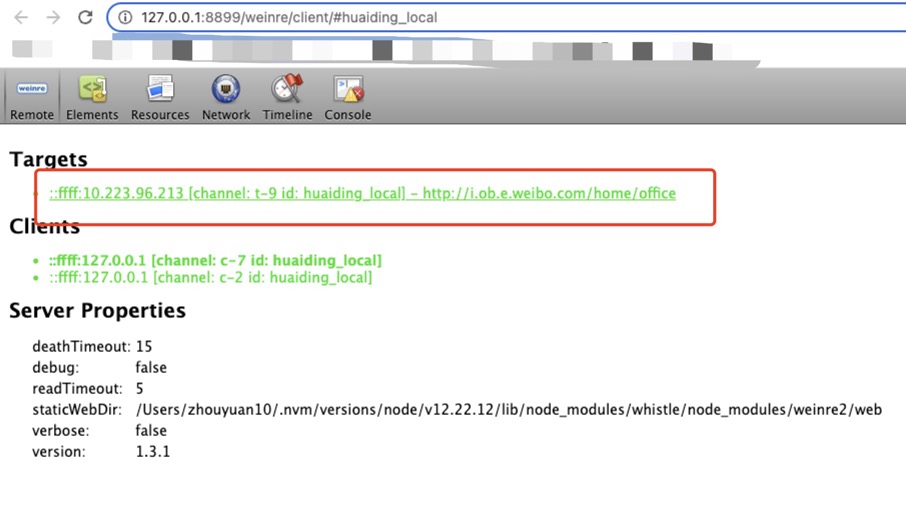 127.0.0.1:8899/weinre/client/#huaiding_local
weinre
Remote Elements Resources Network Timeline Console
Targets
::ffff:10.223.96.213 [channel: t-9 id: huaiding_local] – http://i.ob.e.weibo.com/home/office
Clients
::ffff:127.0.0.1 [channel: c-7 id: huaiding_local]
::ffff:127.0.0.1 [channel: c-2 id: huaiding_local]
Server Properties
deathTimeout: 15
debug: false
readTimeout: 5
staticWebDir: /Users/zhouyuan10/.nvm/versions/node/v12.22.12/lib/node_modules/whistle/node_modules/weinre2/web
verbose: false
version: 1.3.1